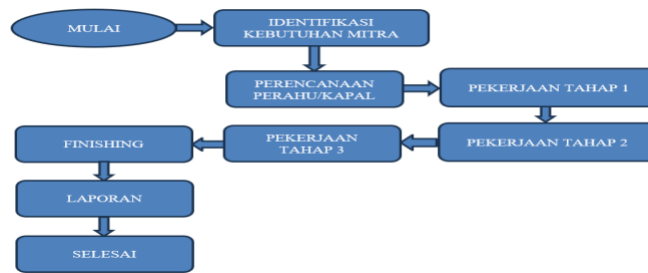 MULAI
IDENTIFIKASI
KEBUTUHAN MITRA
PERENCANAAN
PERAHU/KAPAL
PEKERJAAN TAHAP 1
PEKERJAAN TAHAP 2
PEKERJAAN
TAHAP 3
FINISHING
LAPORAN
SELESAI